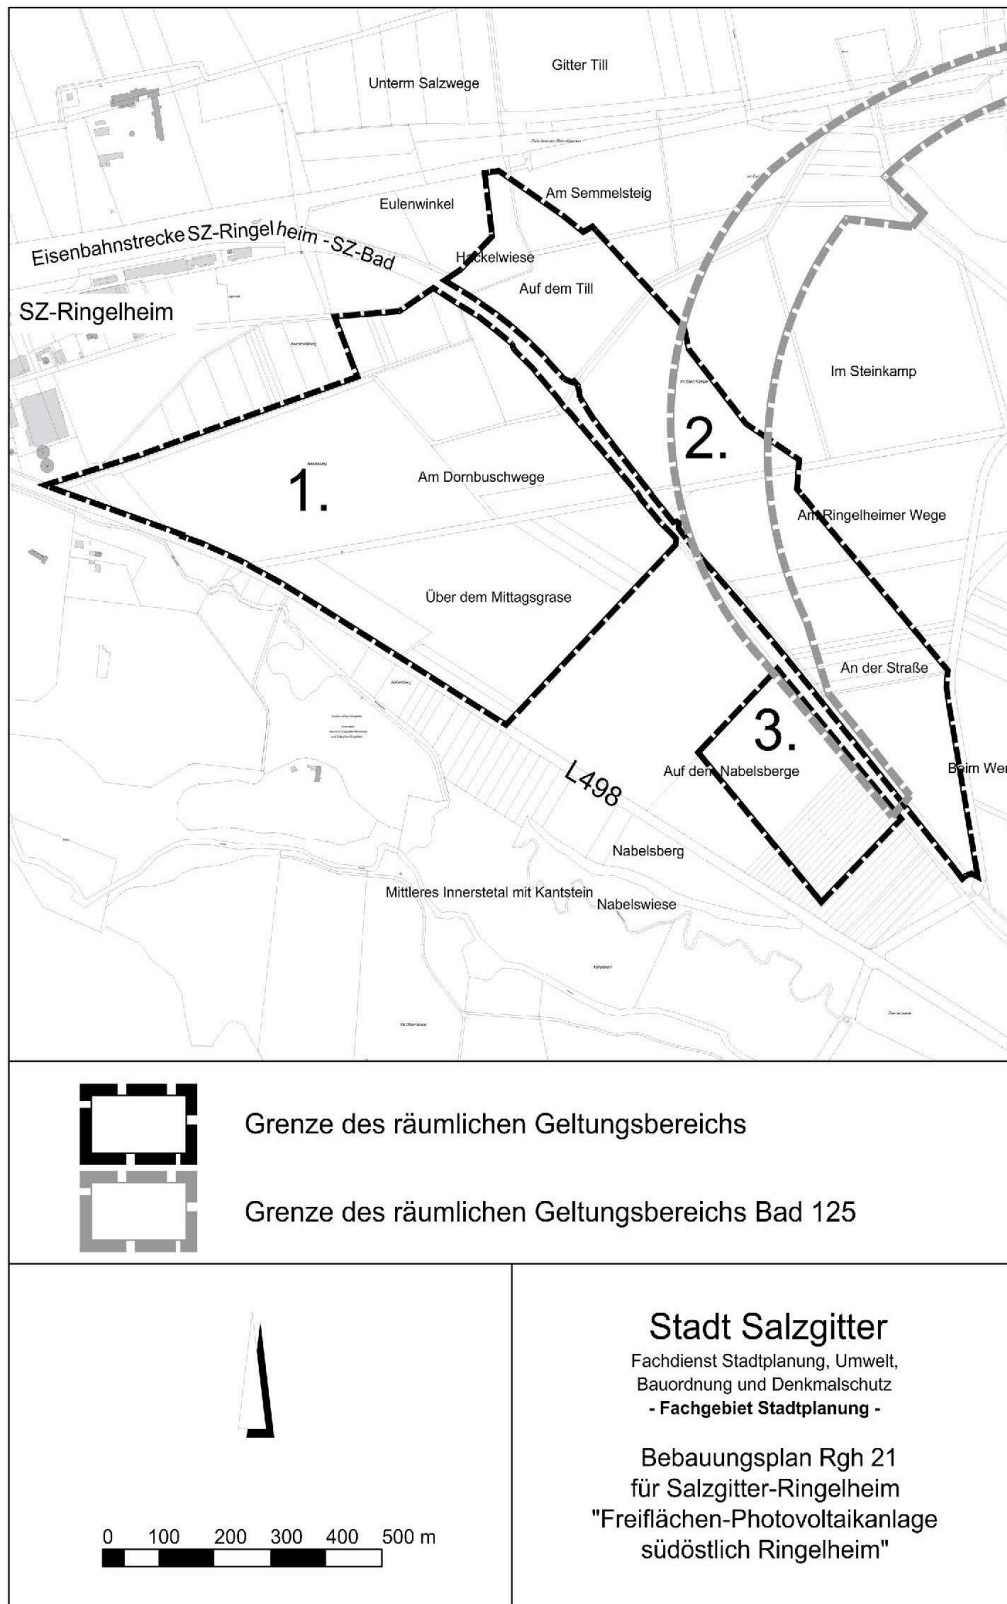 Gitter Till
Unterm Salzwege
Am Semmelsteig
Eulenwinkel
Eisenbahnstrecke SZ-Ringelheim - SZ-Bad
Hackelwiese
Auf dem Till
SZ-Ringelheim
Im Steinkamp
2.
Am Dornbuschwege
1.
Am Ringelheimer Wege
Über dem Mittagsgrase
An der Straße
3.
Auf dem Nabelsberge
Beim Wer
L498
Nabelsberg
Mittleres Innerstetal mit Kantstein
Nabelswiese
Grenze des räumlichen Geltungsbereichs
Grenze des räumlichen Geltungsbereichs Bad 125
0 100 200 300 400 500 m
Stadt Salzgitter
Fachdienst Stadtplanung, Umwelt,
Bauordnung und Denkmalschutz
- Fachgebiet Stadtplanung -
Bebauungsplan Rgh 21
für Salzgitter-Ringelheim
"Freiflächen-Photovoltaikanlage
südöstlich Ringelheim"